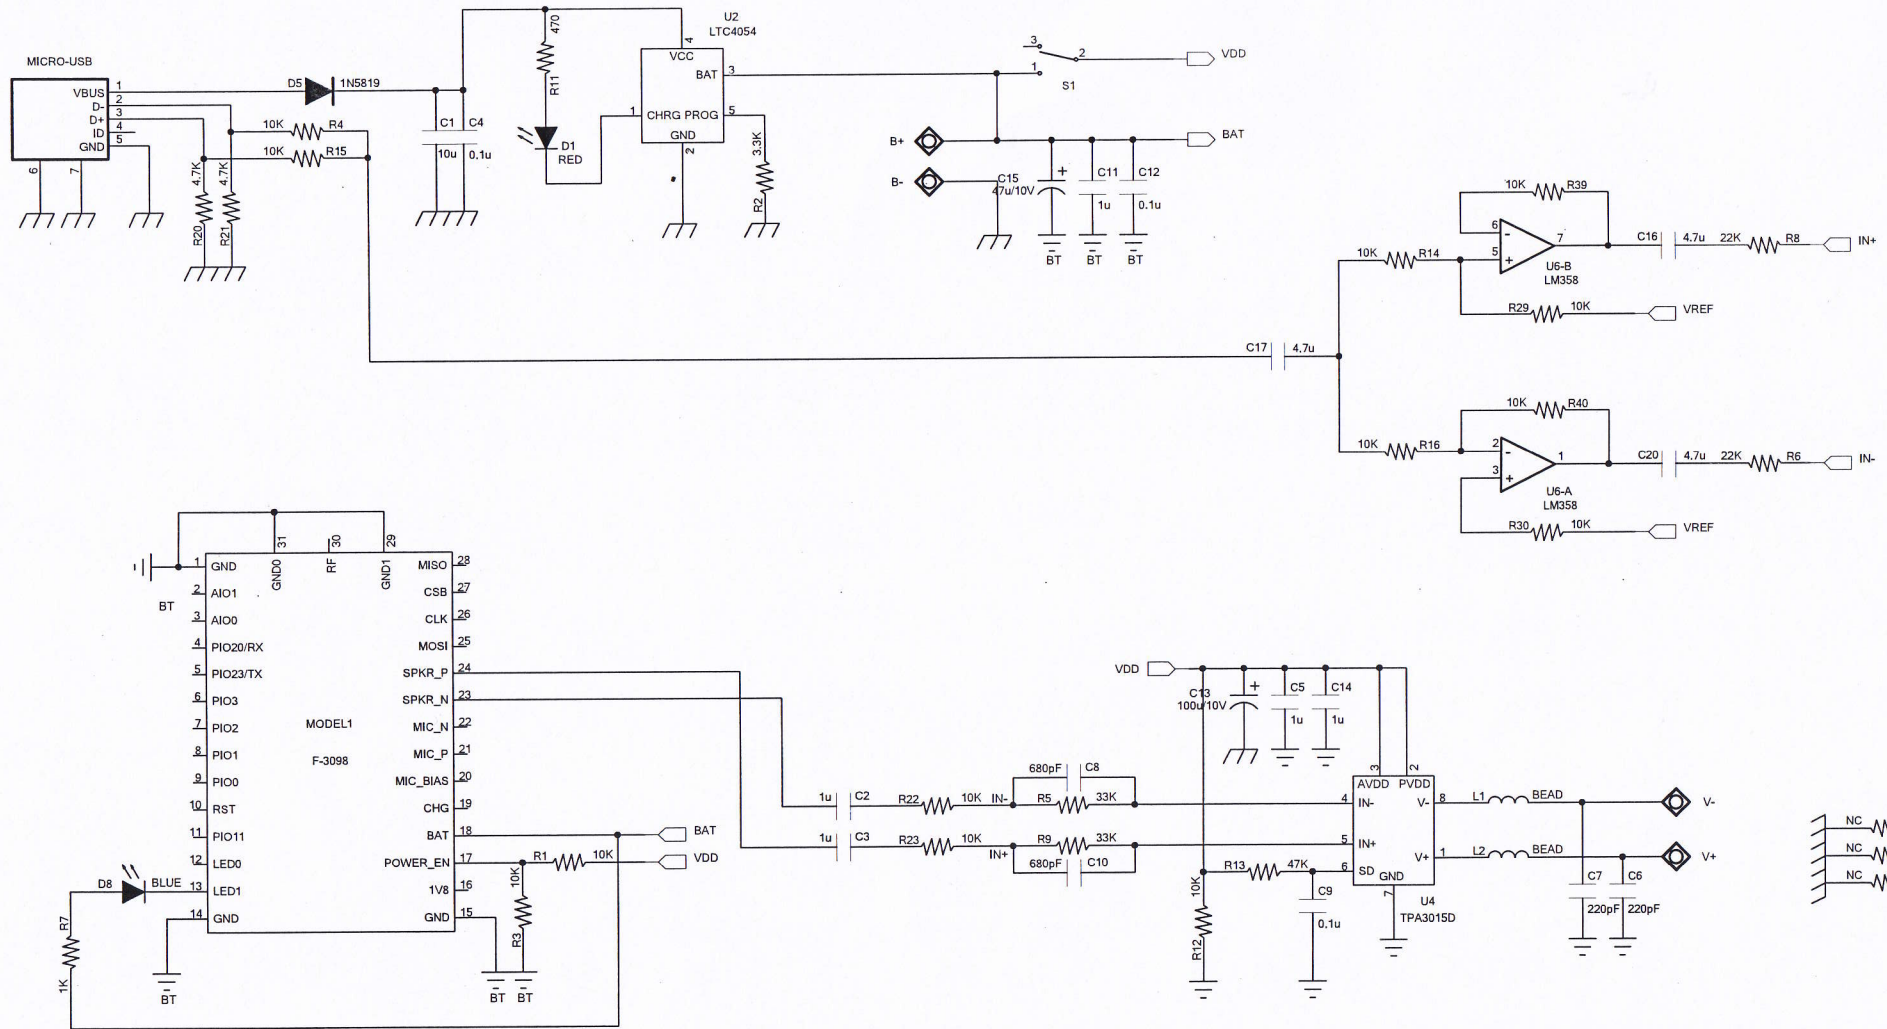 MICRO-USB
VBUS 1
D- 2
D+ 3
ID 4
GND 5
6 7
D5 1N5819
10K R4
10K R15
4.7K R20
4.7K R21
C1 10u
C4 0.1u
470 R11
D1 RED
U2
LTC4054
VCC 4
BAT 3
CHRG 1
PROG 5
GND 2
3.3K R2
3 2 1 S1
VDD
B+
B-
BAT
C15 47u/10V
C11 1u
C12 0.1u
BT BT BT
10K R39
6 - 5 + 7
U6-B
LM358
10K R14
R29 10K VREF
C16 4.7u 22K R8 IN+
C17 4.7u
10K R40
2 - 3 + 1
U6-A
LM358
10K R16
R30 10K VREF
C20 4.7u 22K R6 IN-
31 30 29
GND0 RF GND1
BT
1 GND
2 AIO1
3 AIO0
4 PIO20/RX
5 PIO23/TX
6 PIO3
7 PIO2
8 PIO1
9 PIO0
10 RST
11 PIO11
12 LED0
13 LED1
14 GND
MODEL1
F-3098
MISO 28
CSB 27
CLK 26
MOSI 25
SPKR_P 24
SPKR_N 23
MIC_N 22
MIC_P 21
MIC_BIAS 20
CHG 19
BAT 18
POWER_EN 17
1V8 16
GND 15
D8 BLUE
R7 1K
BT
BAT
R1 10K VDD
10K R3
BT BT
1u C2 R22 10K IN-
1u C3 R23 10K IN+
680pF C8
R5 33K
R9 33K
680pF C10
VDD
C13 100u/10V
C5 1u
C14 1u
3 2
AVDD PVDD
4 IN-
5 IN+
6 SD
GND 7
V- 8
V+ 1
U4
TPA3015D
R13 47K
10K R12
C9 0.1u
L1 BEAD V-
L2 BEAD V+
C7 220pF
C6 220pF
NC
NC
NC